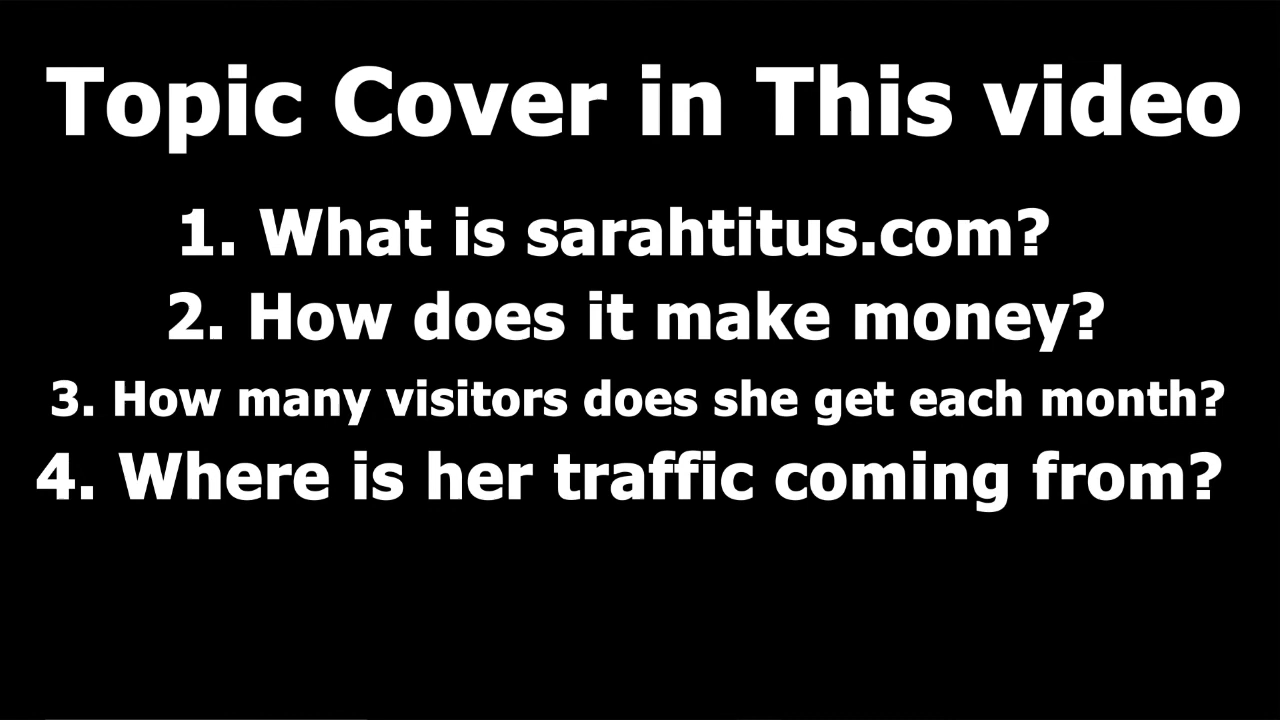 Topic Cover in This video
1. What is sarahtitus.com?
2. How does it make money?
3. How many visitors does she get each month?
4. Where is her traffic coming from?